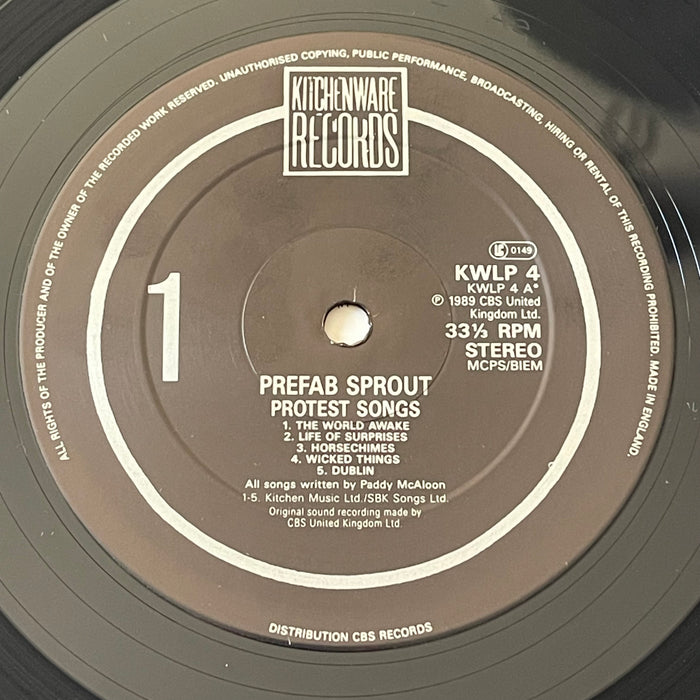 ALL RIGHTS OF THE PRODUCER AND OF THE OWNER OF THE RECORDED WORK RESERVED. UNAUTHORISED COPYING, PUBLIC PERFORMANCE, BROADCASTING, HIRING OR RENTAL OF THIS RECORDING PROHIBITED. MADE IN ENGLAND.
KITCHENWARE
RECORDS
1
LC 0149
KWLP 4
KWLP 4 A*
℗ 1989 CBS United
Kingdom Ltd.
33⅓ RPM
STEREO
MCPS/BIEM
PREFAB SPROUT
PROTEST SONGS
1. THE WORLD AWAKE
2. LIFE OF SURPRISES
3. HORSECHIMES
4. WICKED THINGS
5. DUBLIN
All songs written by Paddy McAloon
1-5. Kitchen Music Ltd./SBK Songs Ltd.
Original sound recording made by
CBS United Kingdom Ltd.
DISTRIBUTION CBS RECORDS